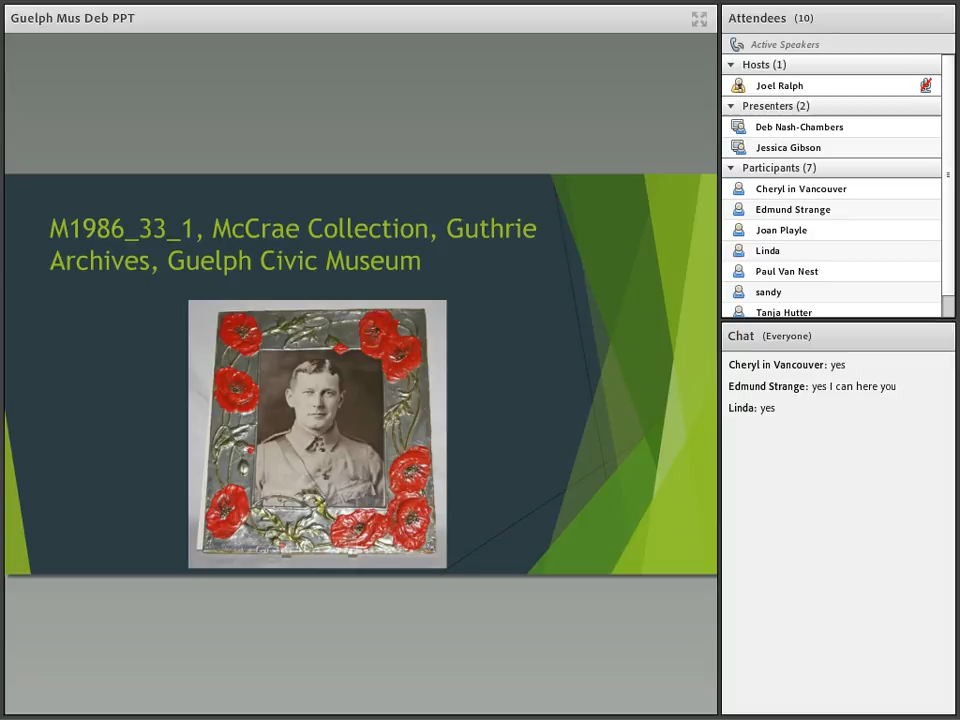 Guelph Mus Deb PPT
M1986_33_1, McCrae Collection, Guthrie
Archives, Guelph Civic Museum
Attendees (10)
Active Speakers
Hosts (1)
Joel Ralph
Presenters (2)
Deb Nash-Chambers
Jessica Gibson
Participants (7)
Cheryl in Vancouver
Edmund Strange
Joan Playle
Linda
Paul Van Nest
sandy
Tanja Hutter
Chat (Everyone)
Cheryl in Vancouver: yes
Edmund Strange: yes I can here you
Linda: yes